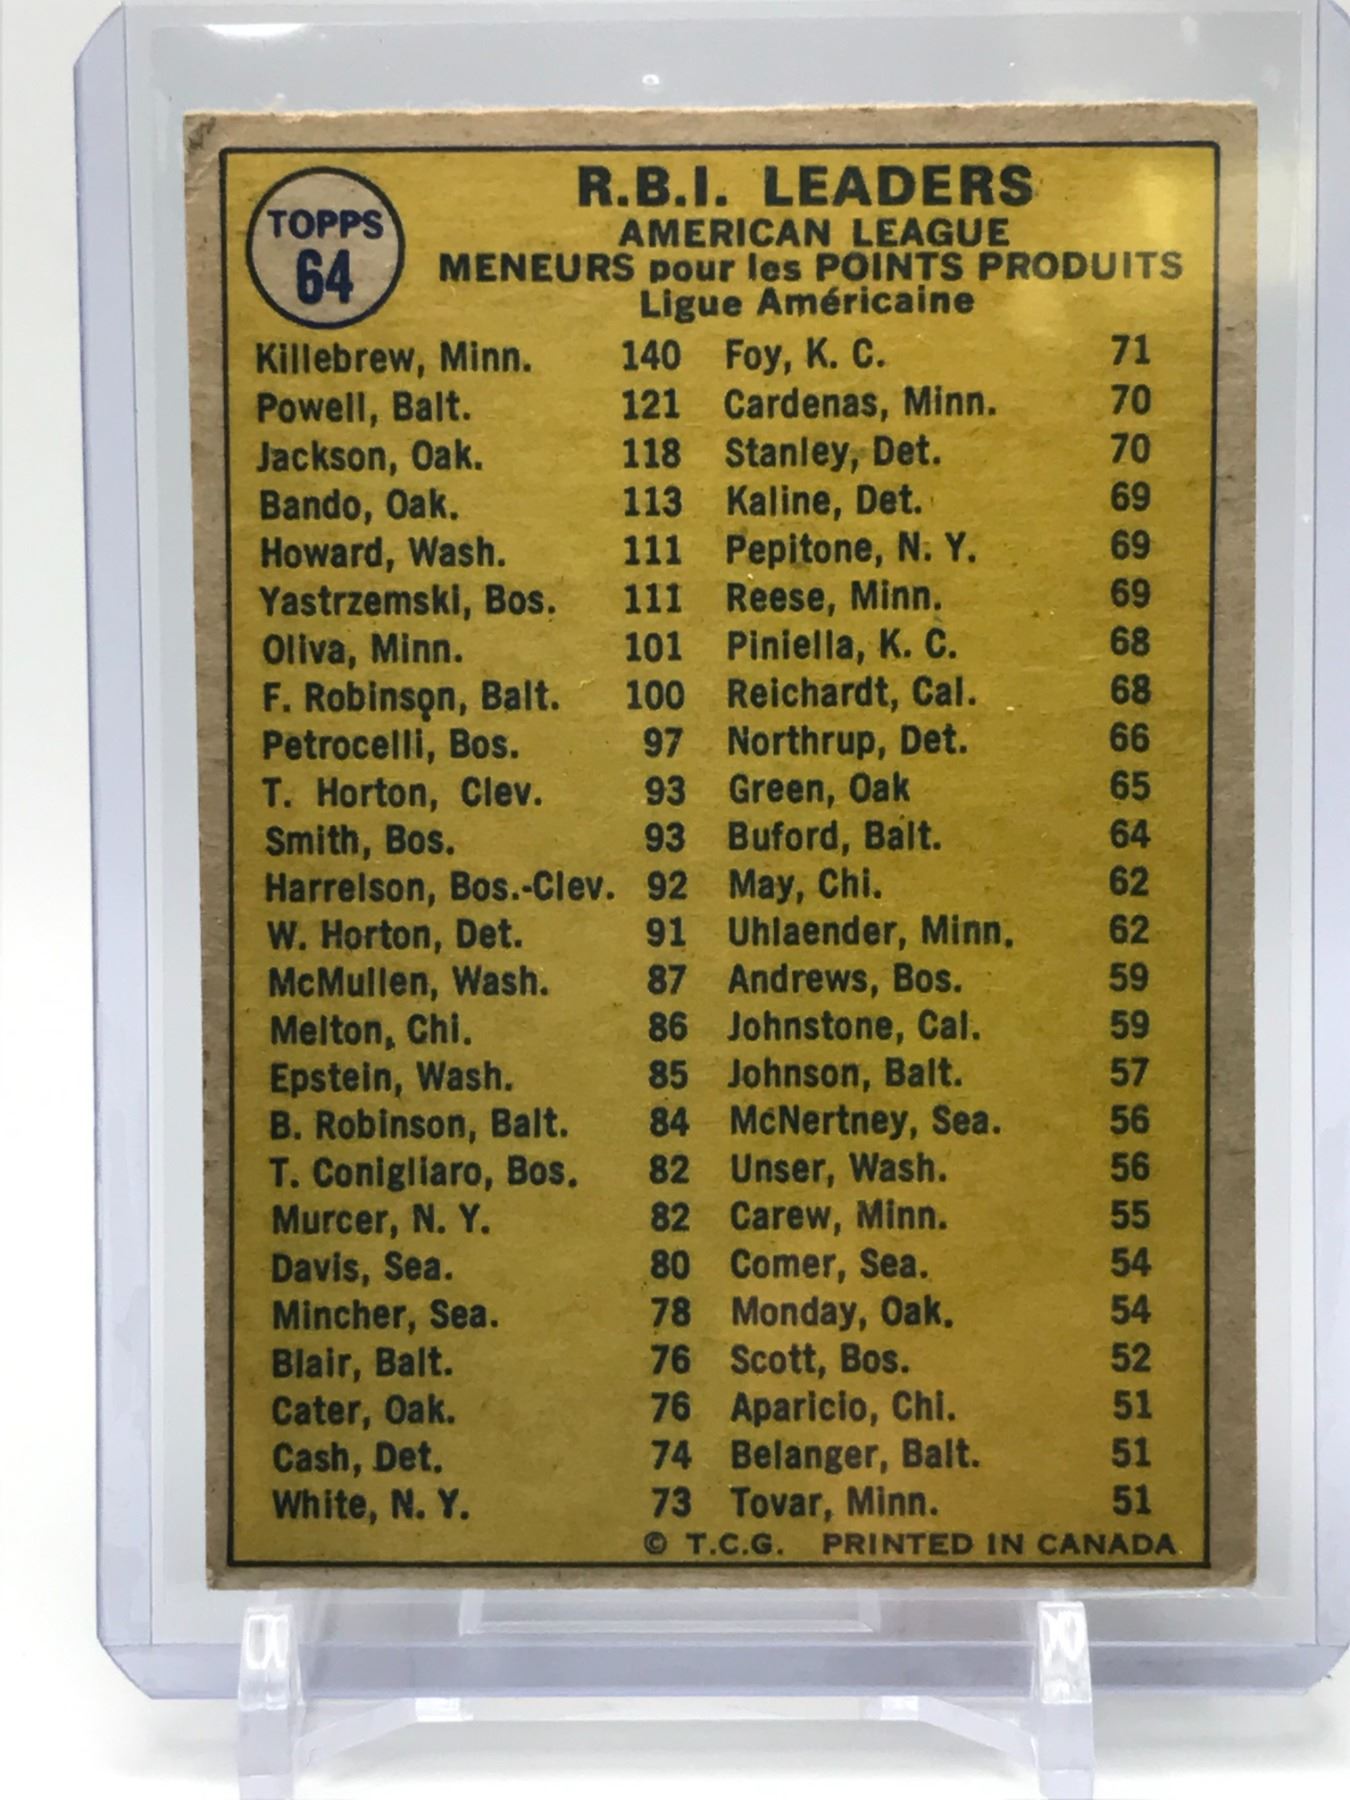 TOPPS
64
R.B.I. LEADERS
AMERICAN LEAGUE
MENEURS pour les POINTS PRODUITS
Ligue Américaine
Killebrew, Minn. 140
Powell, Balt. 121
Jackson, Oak. 118
Bando, Oak. 113
Howard, Wash. 111
Yastrzemski, Bos. 111
Oliva, Minn. 101
F. Robinson, Balt. 100
Petrocelli, Bos. 97
T. Horton, Clev. 93
Smith, Bos. 93
Harrelson, Bos.-Clev. 92
W. Horton, Det. 91
McMullen, Wash. 87
Melton, Chi. 86
Epstein, Wash. 85
B. Robinson, Balt. 84
T. Conigliaro, Bos. 82
Murcer, N. Y. 82
Davis, Sea. 80
Mincher, Sea. 78
Blair, Balt. 76
Cater, Oak. 76
Cash, Det. 74
White, N. Y. 73
Foy, K. C. 71
Cardenas, Minn. 70
Stanley, Det. 70
Kaline, Det. 69
Pepitone, N. Y. 69
Reese, Minn. 69
Piniella, K. C. 68
Reichardt, Cal. 68
Northrup, Det. 66
Green, Oak 65
Buford, Balt. 64
May, Chi. 62
Uhlaender, Minn. 62
Andrews, Bos. 59
Johnstone, Cal. 59
Johnson, Balt. 57
McNertney, Sea. 56
Unser, Wash. 56
Carew, Minn. 55
Comer, Sea. 54
Monday, Oak. 54
Scott, Bos. 52
Aparicio, Chi. 51
Belanger, Balt. 51
Tovar, Minn. 51
© T.C.G. PRINTED IN CANADA